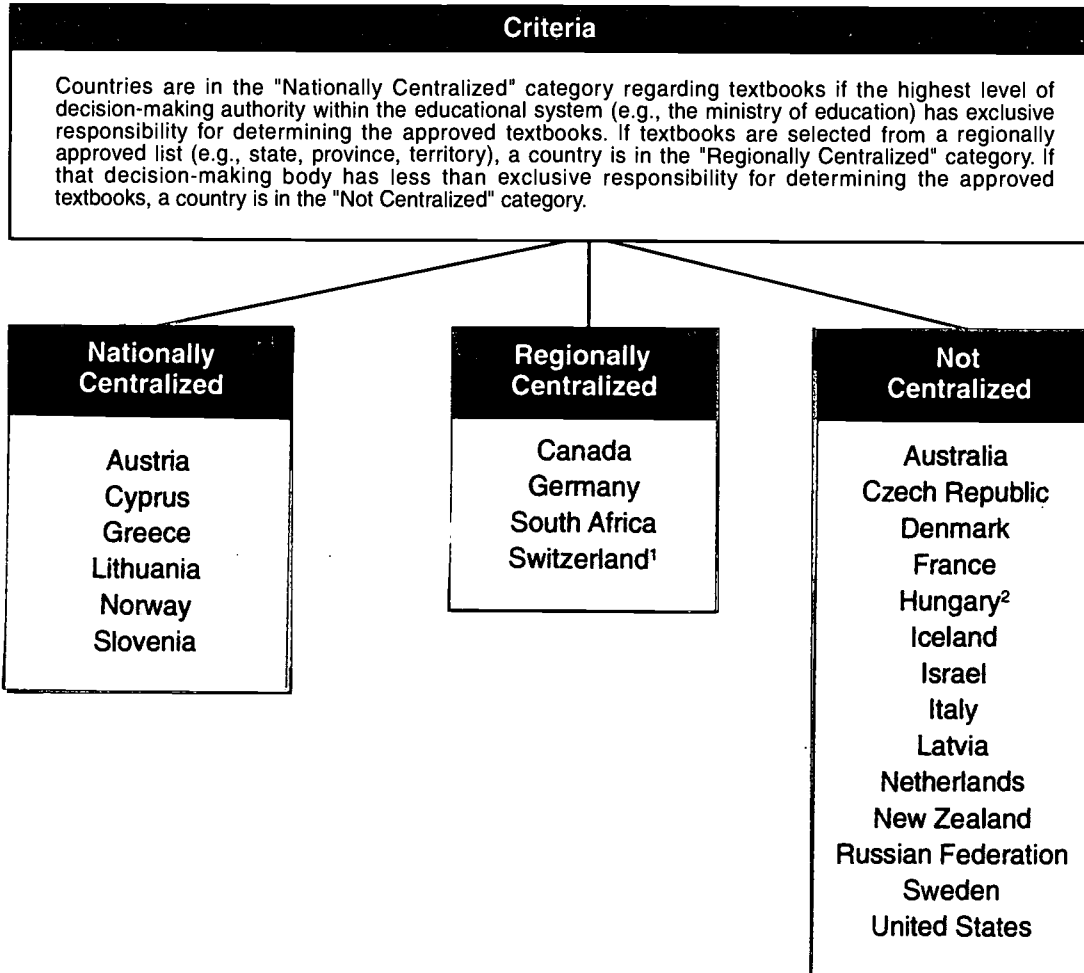 Criteria
Countries are in the "Nationally Centralized" category regarding textbooks if the highest level of
decision-making authority within the educational system (e.g., the ministry of education) has exclusive
responsibility for determining the approved textbooks. If textbooks are selected from a regionally
approved list (e.g., state, province, territory), a country is in the "Regionally Centralized" category. If
that decision-making body has less than exclusive responsibility for determining the approved
textbooks, a country is in the "Not Centralized" category.
Nationally
Centralized
Austria
Cyprus
Greece
Lithuania
Norway
Slovenia
Regionally
Centralized
Canada
Germany
South Africa
Switzerland¹
Not
Centralized
Australia
Czech Republic
Denmark
France
Hungary²
Iceland
Israel
Italy
Latvia
Netherlands
New Zealand
Russian Federation
Sweden
United States